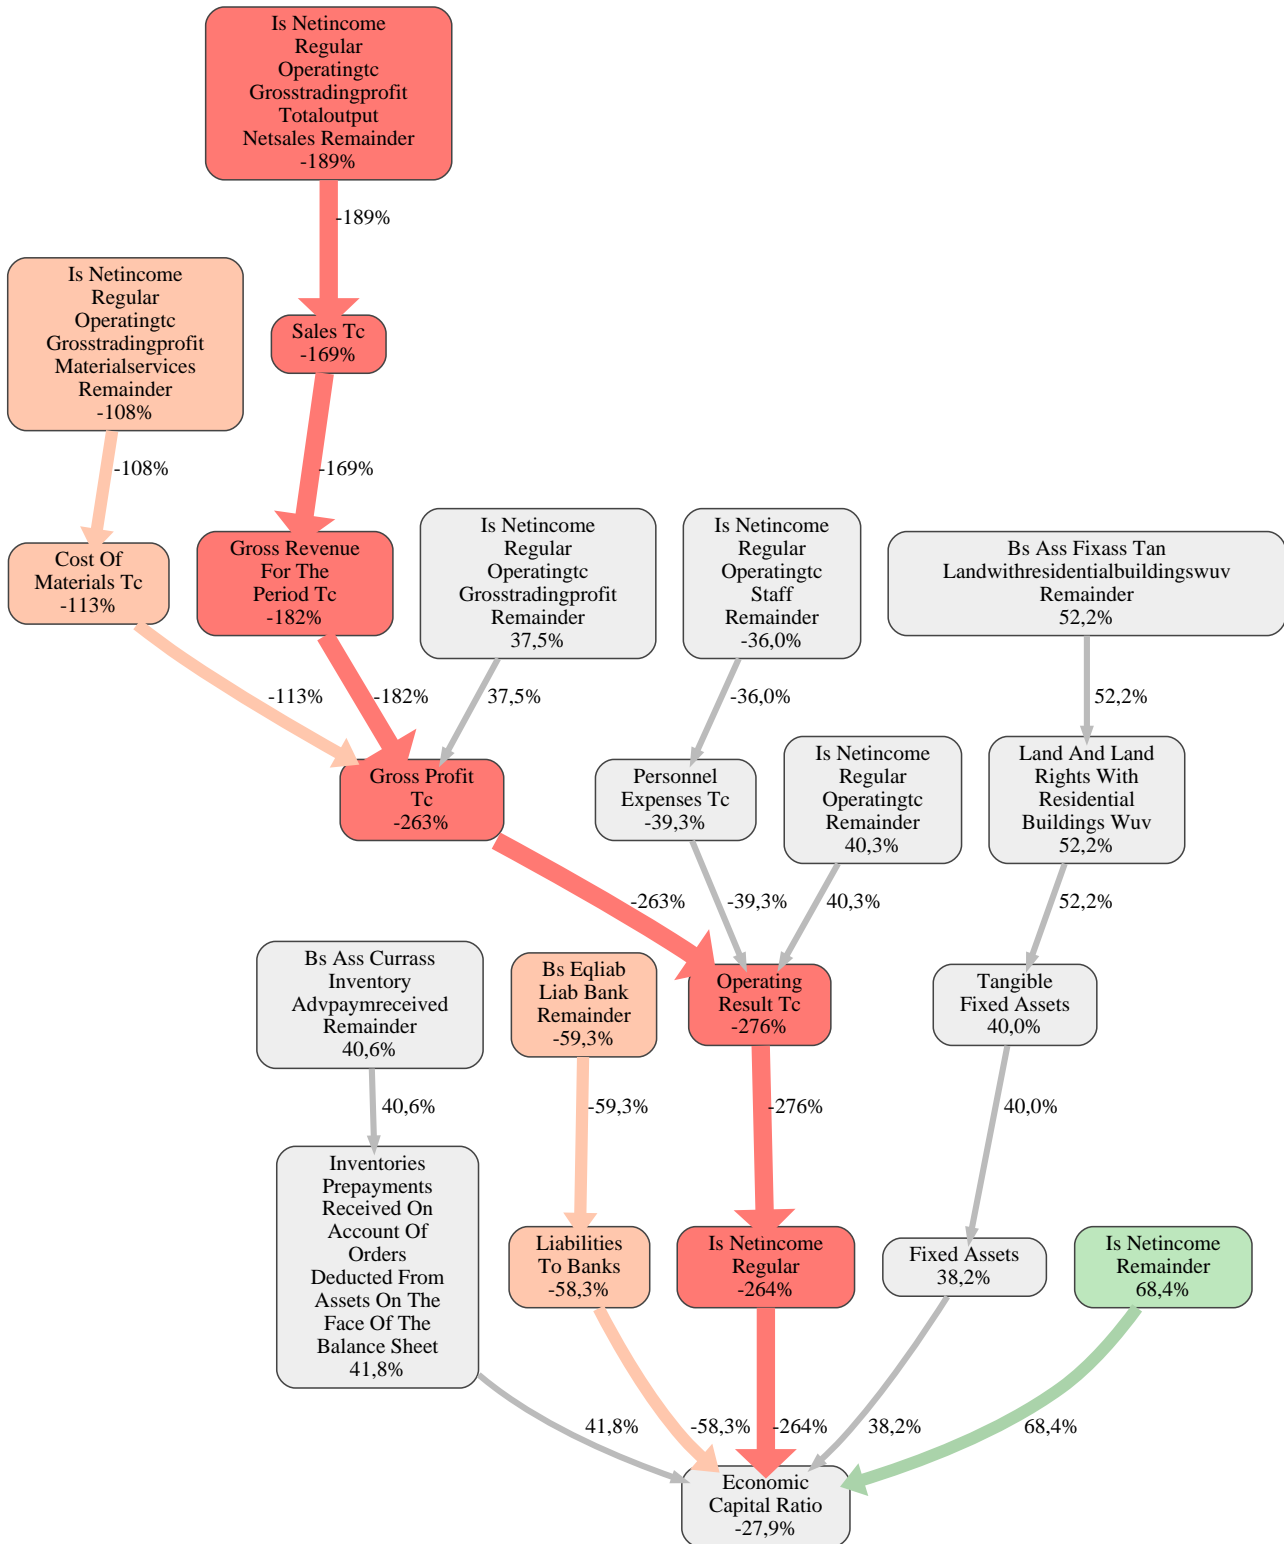 Is Netincome
Regular
Operatingtc
Grosstradingprofit
Totaloutput
Netsales Remainder
-189%
-189%
Is Netincome
Regular
Operatingtc
Grosstradingprofit
Materialservices
Remainder
-108%
Sales Tc
-169%
-108%
-169%
Cost Of
Materials Tc
-113%
Gross Revenue
For The
Period Tc
-182%
Is Netincome
Regular
Operatingtc
Grosstradingprofit
Remainder
37,5%
Is Netincome
Regular
Operatingtc
Staff
Remainder
-36,0%
Bs Ass Fixass Tan
Landwithresidentialbuildingswuv
Remainder
52,2%
-113%
-182%
37,5%
-36,0%
52,2%
Gross Profit
Tc
-263%
Personnel
Expenses Tc
-39,3%
Is Netincome
Regular
Operatingtc
Remainder
40,3%
Land And Land
Rights With
Residential
Buildings Wuv
52,2%
-263%
-39,3%
40,3%
52,2%
Bs Ass Currass
Inventory
Advpaymreceived
Remainder
40,6%
Bs Eqliab
Liab Bank
Remainder
-59,3%
Operating
Result Tc
-276%
Tangible
Fixed Assets
40,0%
40,6%
-59,3%
-276%
40,0%
Inventories
Prepayments
Received On
Account Of
Orders
Deducted From
Assets On The
Face Of The
Balance Sheet
41,8%
Liabilities
To Banks
-58,3%
Is Netincome
Regular
-264%
Fixed Assets
38,2%
Is Netincome
Remainder
68,4%
41,8%
-58,3%
-264%
38,2%
68,4%
Economic
Capital Ratio
-27,9%